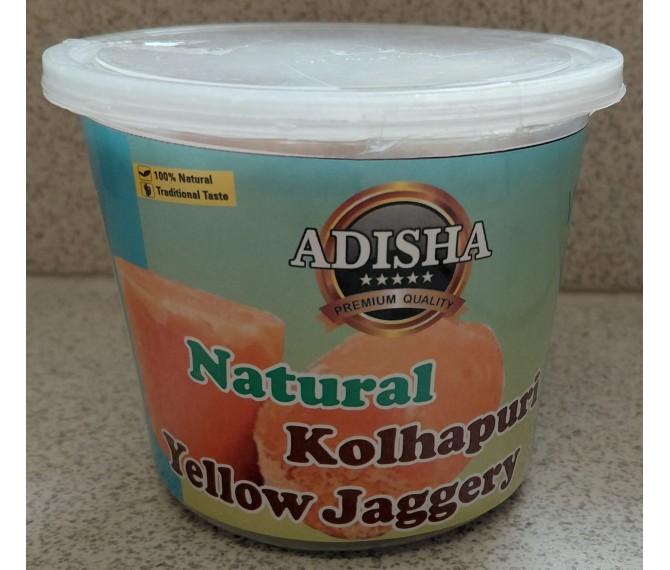 100% Natural
Traditional Taste
ADISHA
PREMIUM QUALITY
Natural
Kolhapuri
Yellow Jaggery